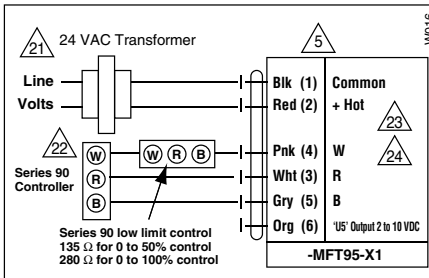 21
24 VAC Transformer
5
W016
Line
Volts
Blk (1) Common
Red (2) + Hot
23
22
24
Pnk (4) W
Wht (3) R
Gry (5) B
Org (6) 'U5' Output 2 to 10 VDC
W R B
W
R
B
Series 90
Controller
Series 90 low limit control
135 Ω for 0 to 50% control
280 Ω for 0 to 100% control
-MFT95-X1